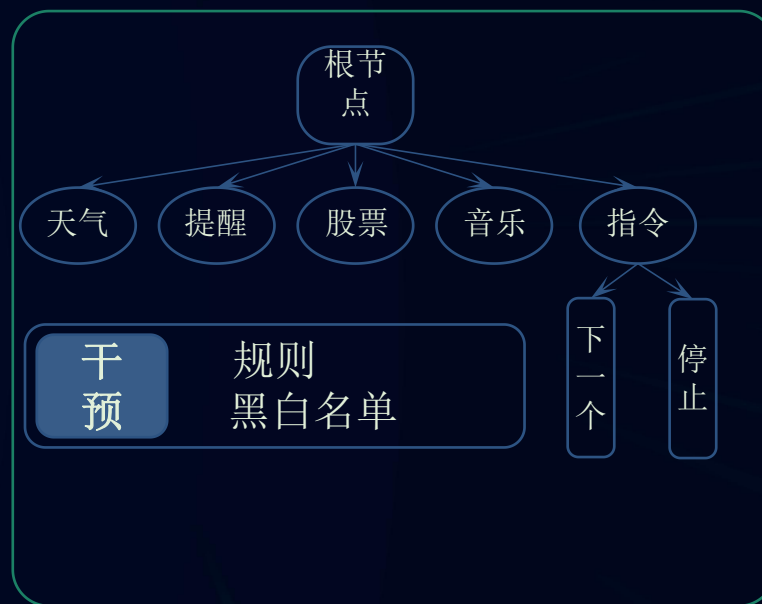 根节
点
天气
提醒
股票
音乐
指令
下
一
个
停
止
干
预
规则
黑白名单